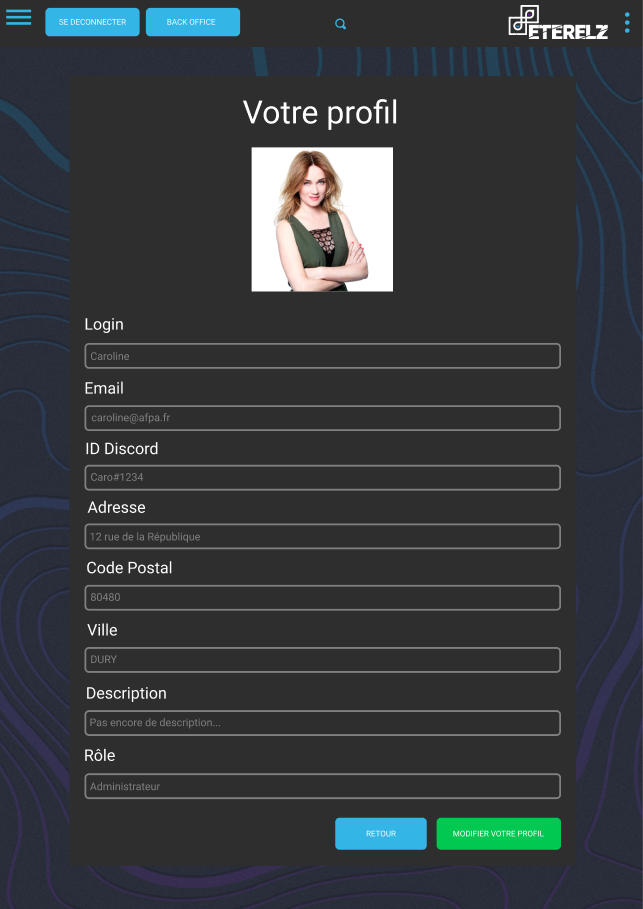 SE DECONNECTER
BACK OFFICE
ETERELZ
Votre profil
Login
Caroline
Email
caroline@afpa.fr
ID Discord
Caro#1234
Adresse
12 rue de la République
Code Postal
80480
Ville
DURY
Description
Pas encore de description...
Rôle
Administrateur
RETOUR
MODIFIER VOTRE PROFIL